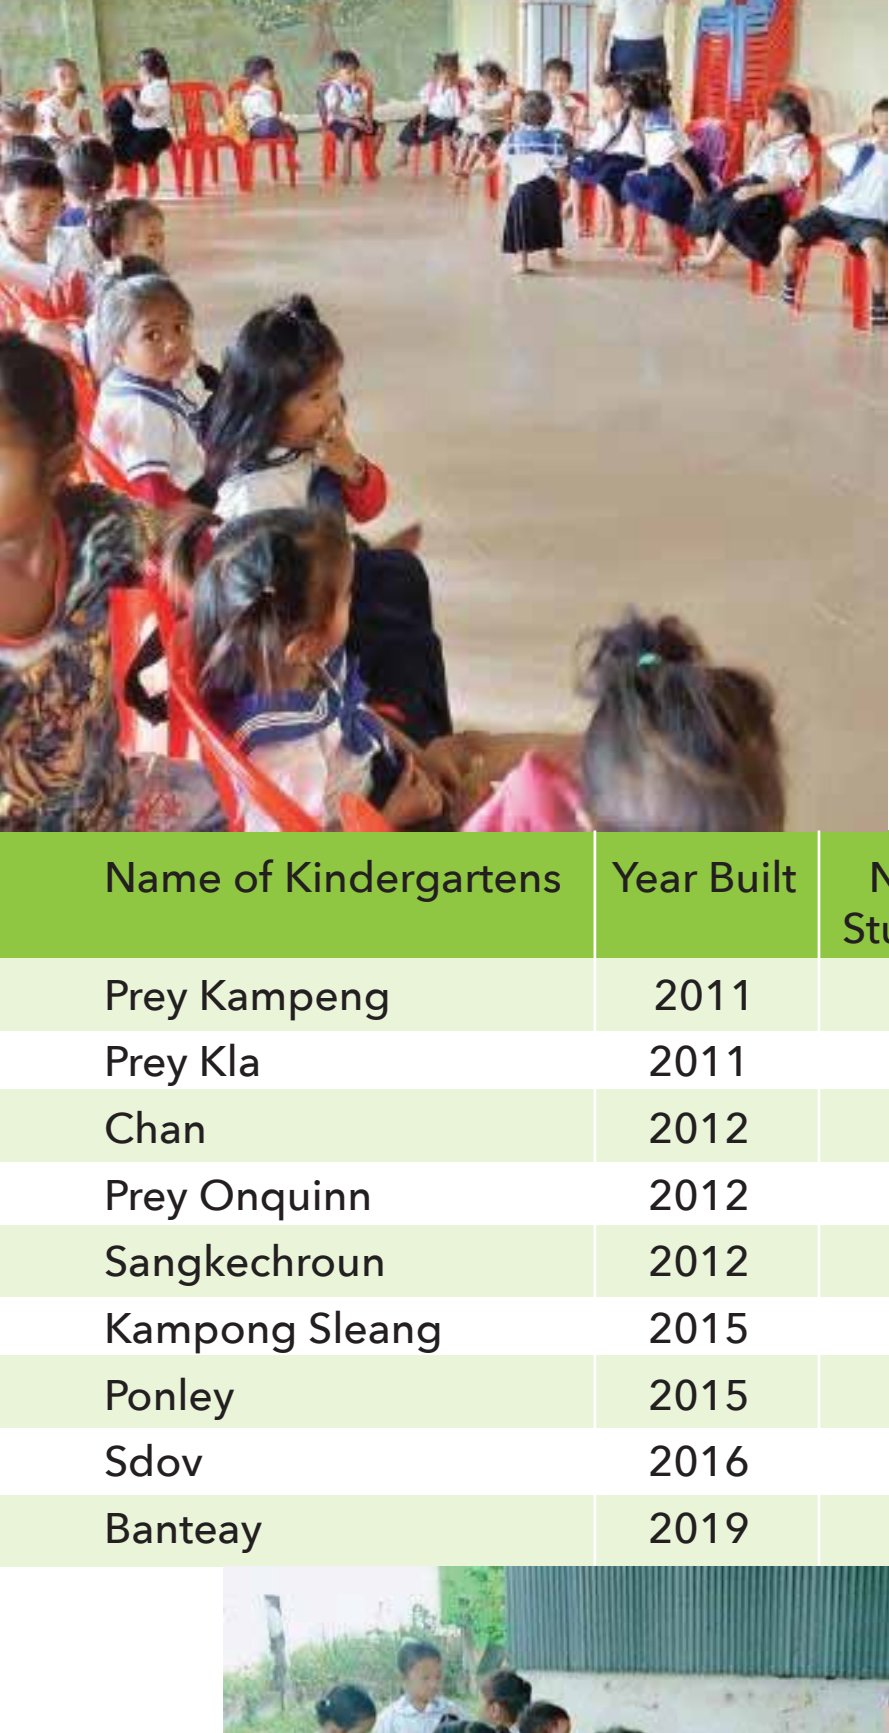 Name of Kindergartens Year Built
Prey Kampeng 2011
Prey Kla 2011
Chan 2012
Prey Onquinn 2012
Sangkechroun 2012
Kampong Sleang 2015
Ponley 2015
Sdov 2016
Banteay 2019